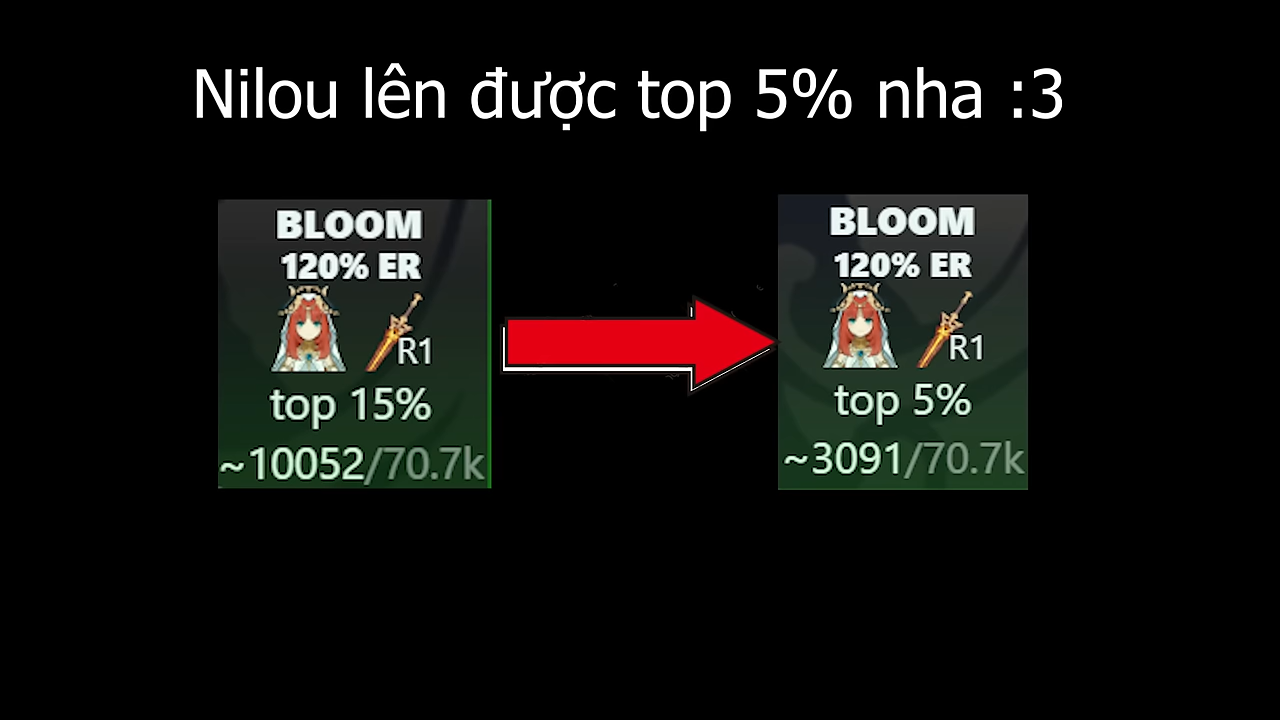 Nilou lên được top 5% nha :3
BLOOM
120% ER
R1
top 15%
~10052/70.7k
BLOOM
120% ER
R1
top 5%
~3091/70.7k